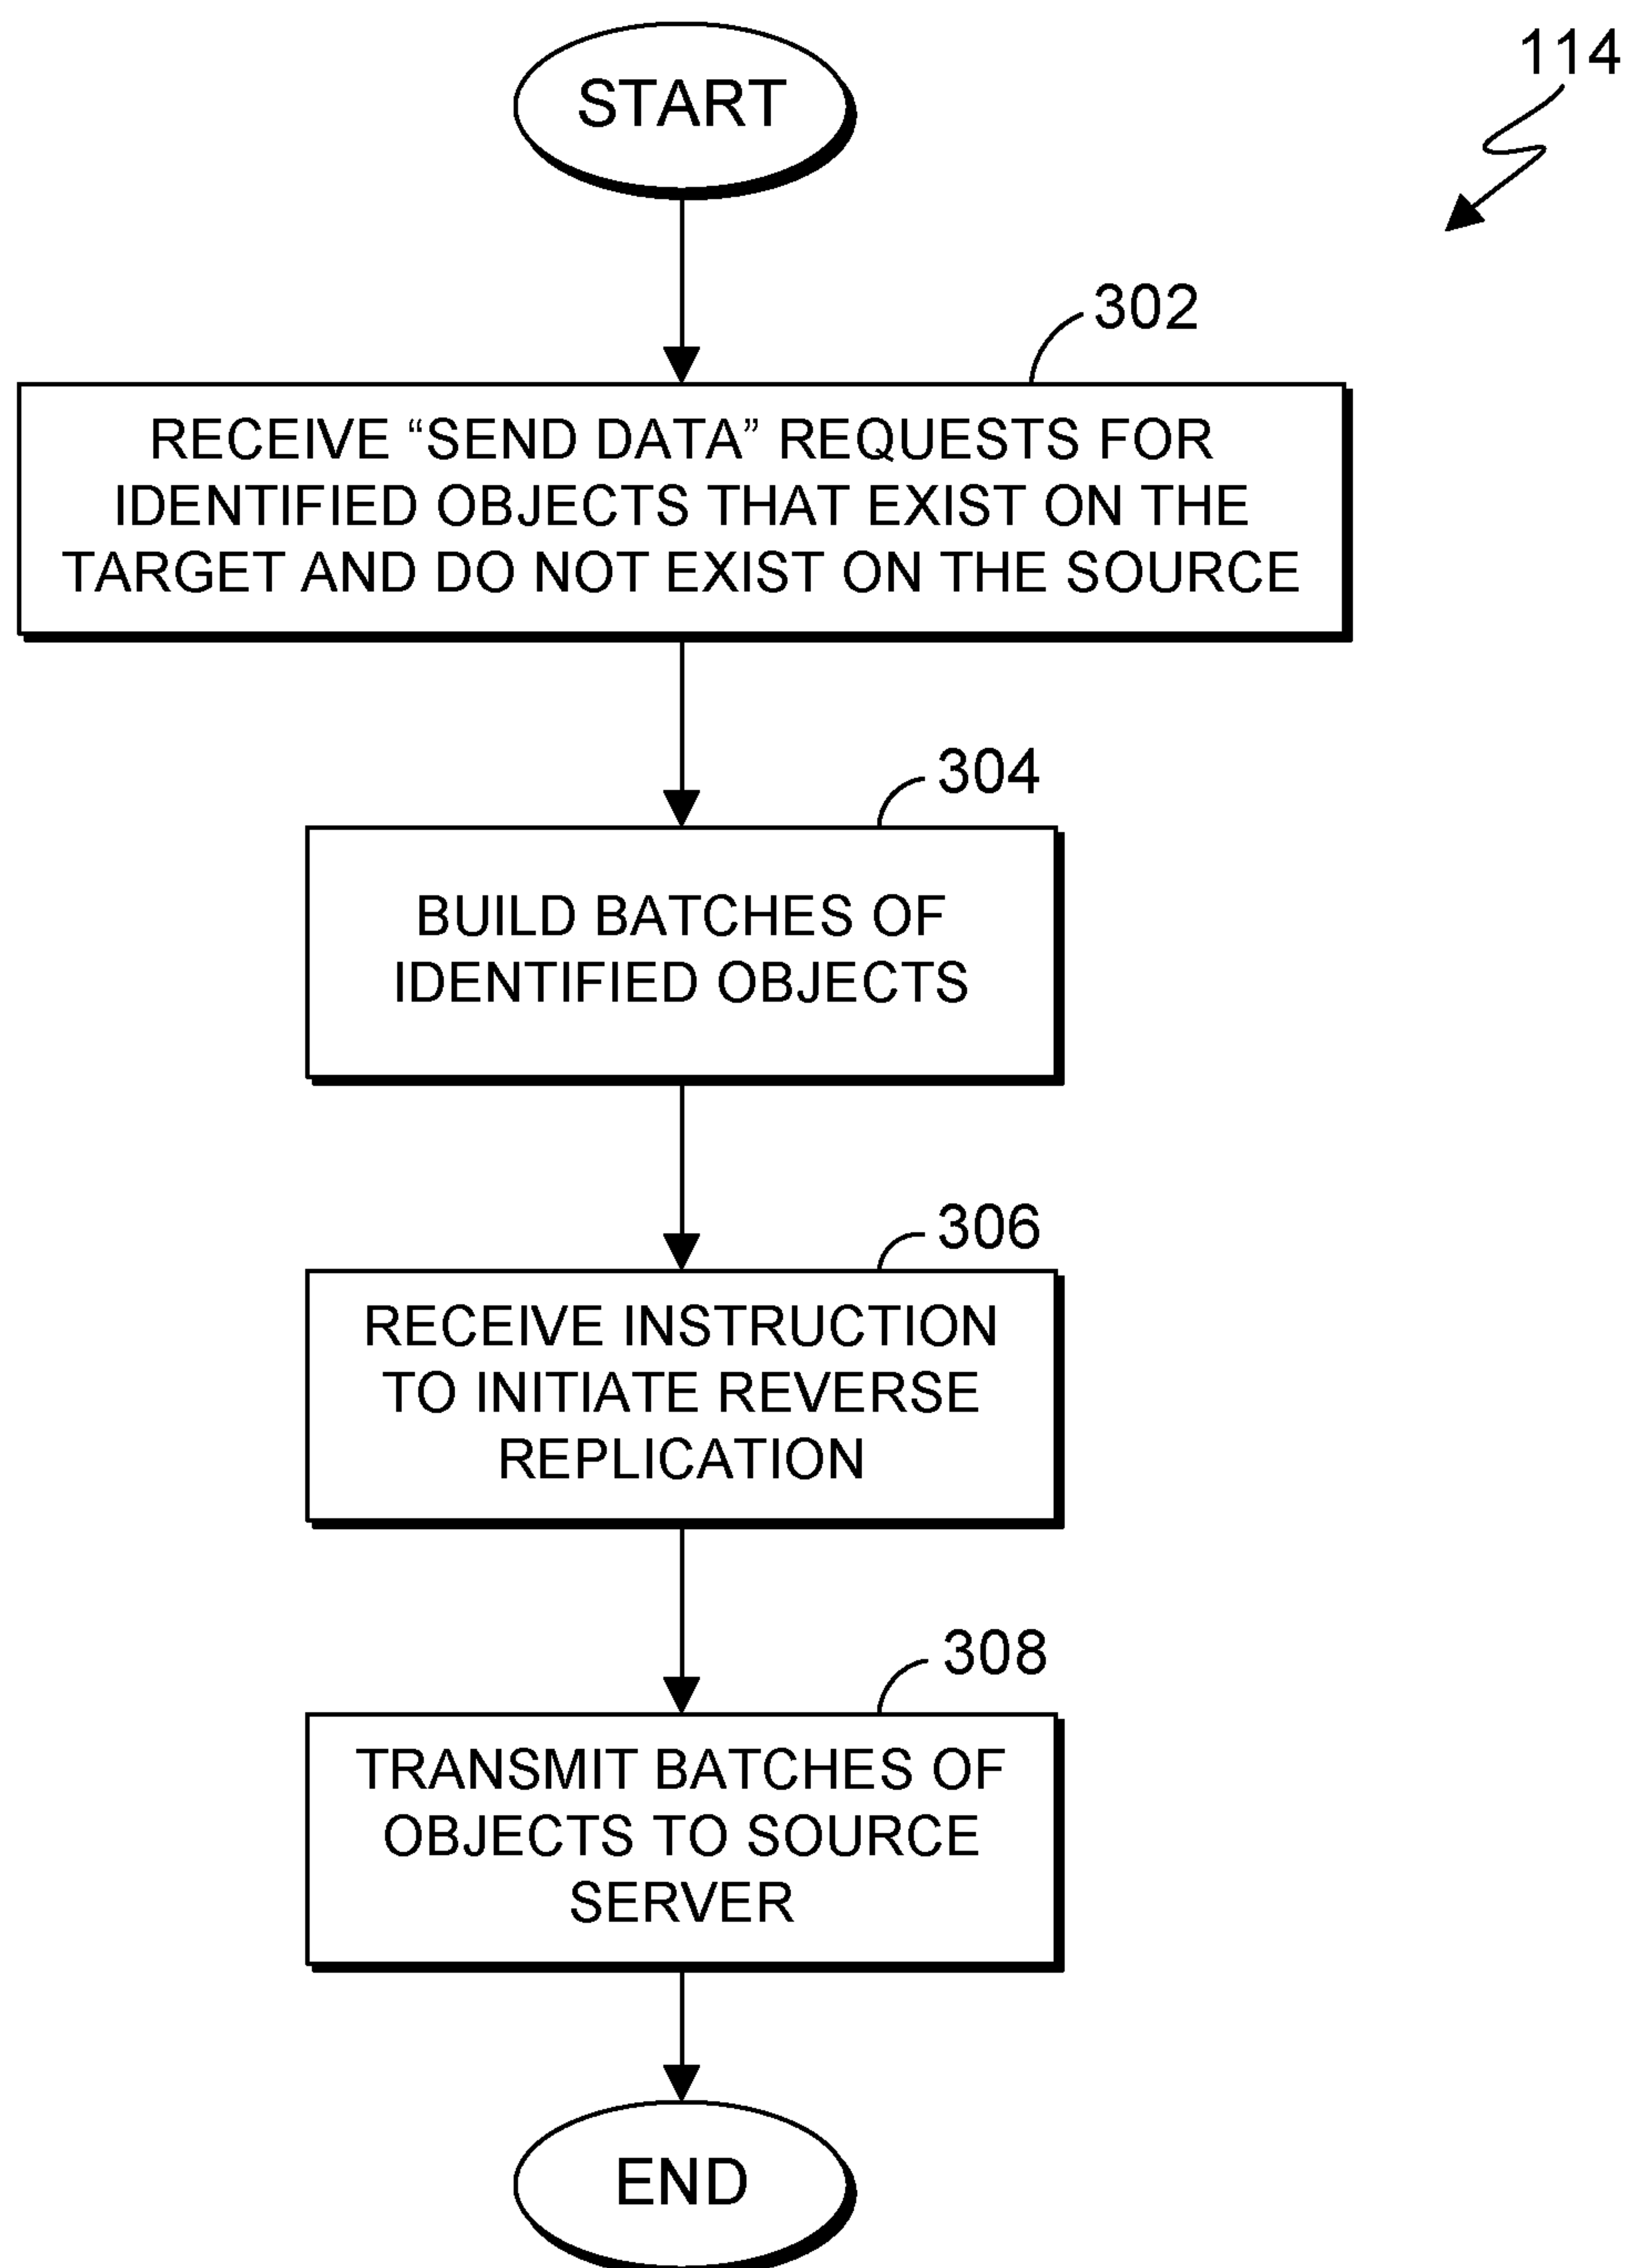 START
114
302
RECEIVE “SEND DATA” REQUESTS FOR
IDENTIFIED OBJECTS THAT EXIST ON THE
TARGET AND DO NOT EXIST ON THE SOURCE
304
BUILD BATCHES OF
IDENTIFIED OBJECTS
306
RECEIVE INSTRUCTION
TO INITIATE REVERSE
REPLICATION
308
TRANSMIT BATCHES OF
OBJECTS TO SOURCE
SERVER
END